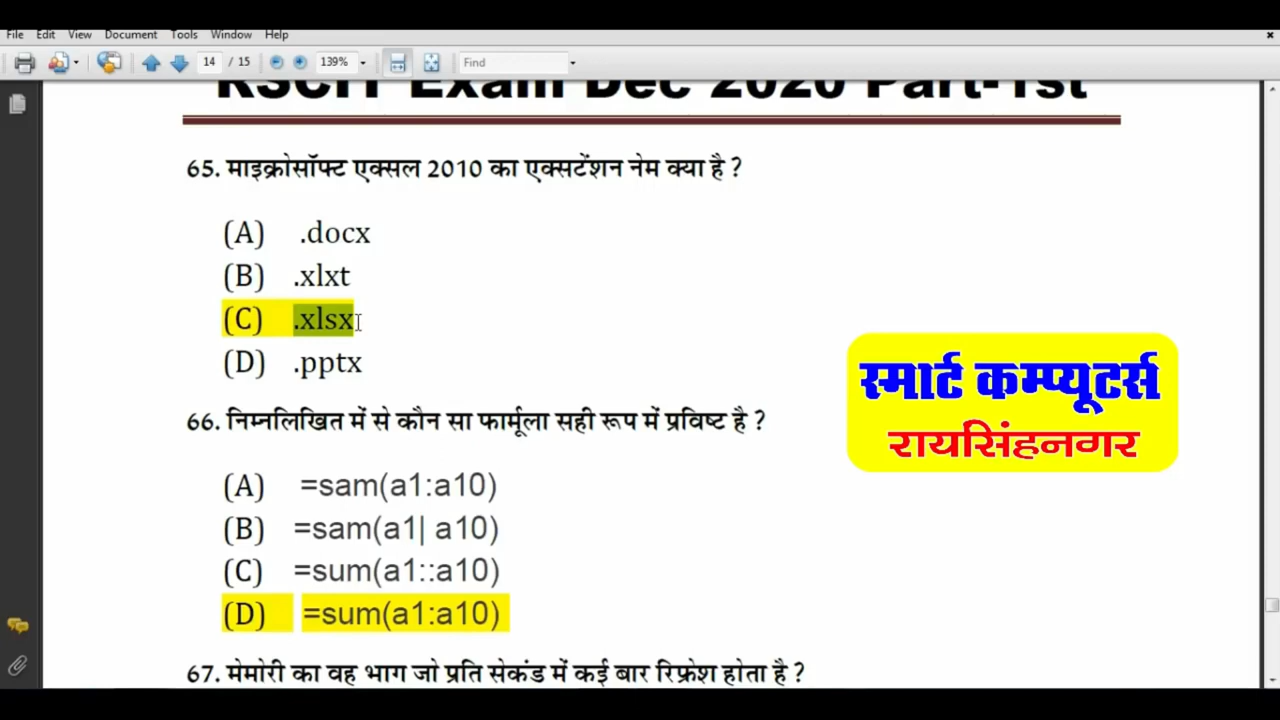 File Edit View Document Tools Window Help
14 / 15 139% Find
RSCIT Exam Dec 2020 Part-1st
65. माइक्रोसॉफ्ट एक्सल 2010 का एक्सटेंशन नेम क्या है ?
(A) .docx
(B) .xlxt
(C) .xlsx
(D) .pptx
स्मार्ट कम्प्यूटर्स
रायसिंहनगर
66. निम्नलिखित में से कौन सा फार्मूला सही रूप में प्रविष्ट है ?
(A) =sam(a1:a10)
(B) =sam(a1| a10)
(C) =sum(a1::a10)
(D) =sum(a1:a10)
67. मेमोरी का वह भाग जो प्रति सेकंड में कई बार रिफ्रेश होता है ?